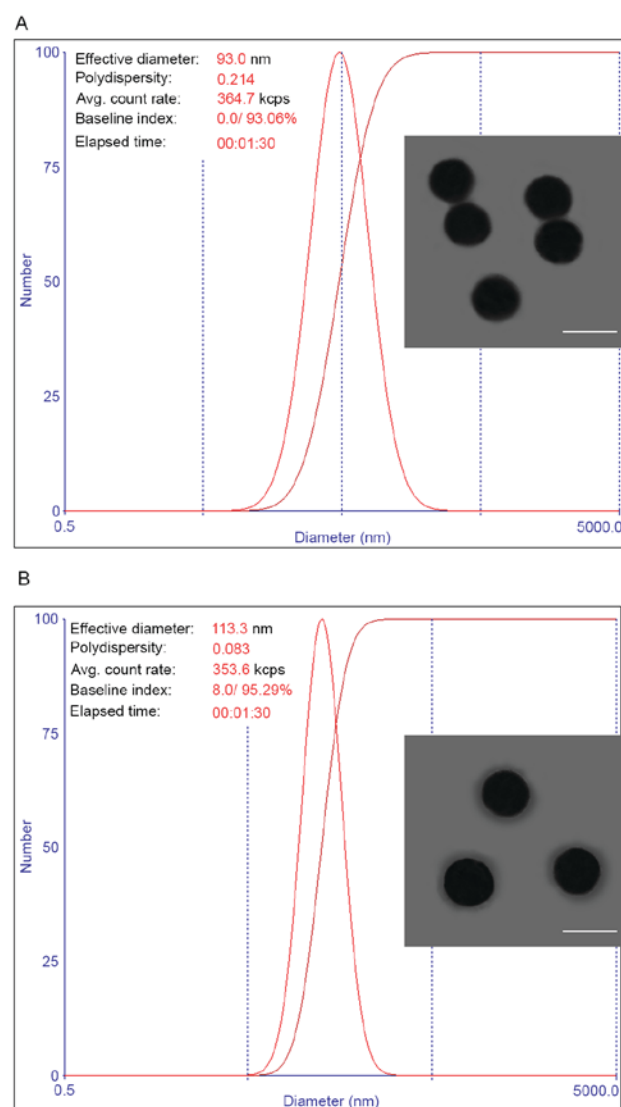 A
Effective diameter: 93.0 nm
Polydispersity: 0.214
Avg. count rate: 364.7 kcps
Baseline index: 0.0/ 93.06%
Elapsed time: 00:01:30
100
75
50
25
0
Number
0.5
5000.0
Diameter (nm)
B
Effective diameter: 113.3 nm
Polydispersity: 0.083
Avg. count rate: 353.6 kcps
Baseline index: 8.0/ 95.29%
Elapsed time: 00:01:30
100
75
50
25
0
Number
0.5
5000.0
Diameter (nm)